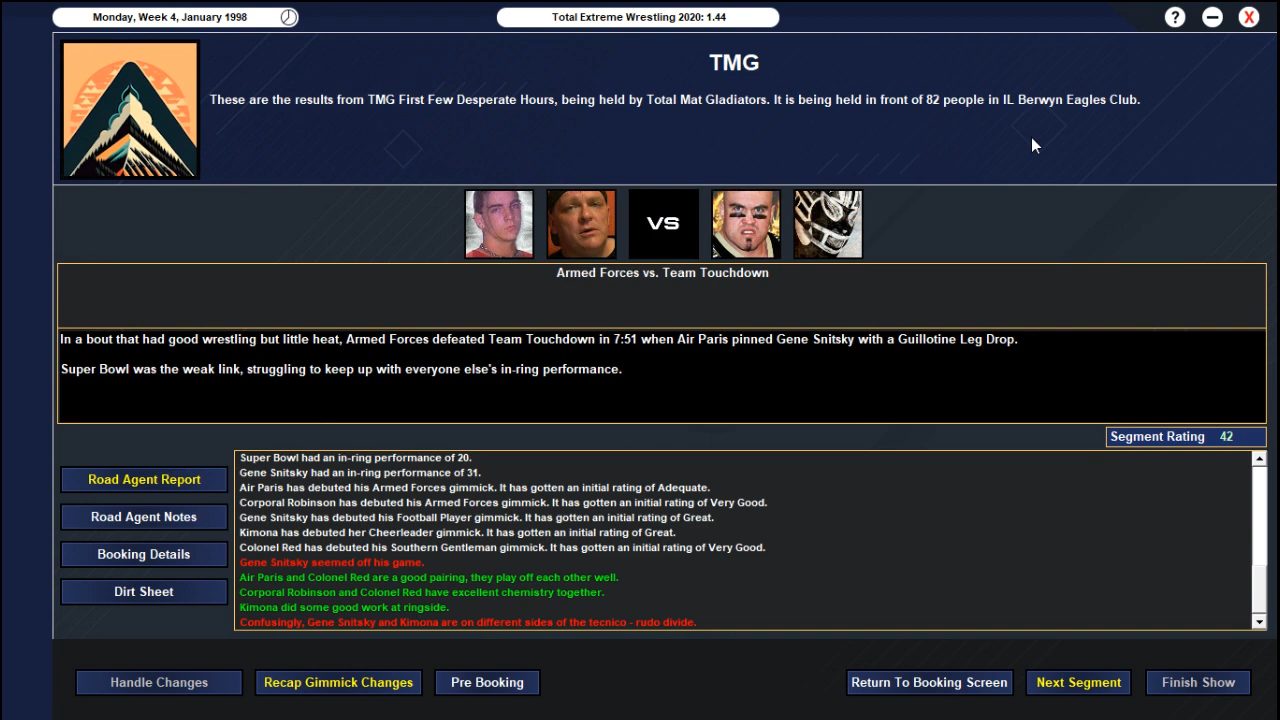 Monday, Week 4, January 1998
Total Extreme Wrestling 2020: 1.44
?
X
TMG
These are the results from TMG First Few Desperate Hours, being held by Total Mat Gladiators. It is being held in front of 82 people in IL Berwyn Eagles Club.
VS
Armed Forces vs. Team Touchdown
In a bout that had good wrestling but little heat, Armed Forces defeated Team Touchdown in 7:51 when Air Paris pinned Gene Snitsky with a Guillotine Leg Drop.
Super Bowl was the weak link, struggling to keep up with everyone else's in-ring performance.
Segment Rating 42
Road Agent Report
Road Agent Notes
Booking Details
Dirt Sheet
Super Bowl had an in-ring performance of 20.
Gene Snitsky had an in-ring performance of 31.
Air Paris has debuted his Armed Forces gimmick. It has gotten an initial rating of Adequate.
Corporal Robinson has debuted his Armed Forces gimmick. It has gotten an initial rating of Very Good.
Gene Snitsky has debuted his Football Player gimmick. It has gotten an initial rating of Great.
Kimona has debuted her Cheerleader gimmick. It has gotten an initial rating of Great.
Colonel Red has debuted his Southern Gentleman gimmick. It has gotten an initial rating of Very Good.
Gene Snitsky seemed off his game.
Air Paris and Colonel Red are a good pairing, they play off each other well.
Corporal Robinson and Colonel Red have excellent chemistry together.
Kimona did some good work at ringside.
Confusingly, Gene Snitsky and Kimona are on different sides of the tecnico - rudo divide.
Handle Changes
Recap Gimmick Changes
Pre Booking
Return To Booking Screen
Next Segment
Finish Show